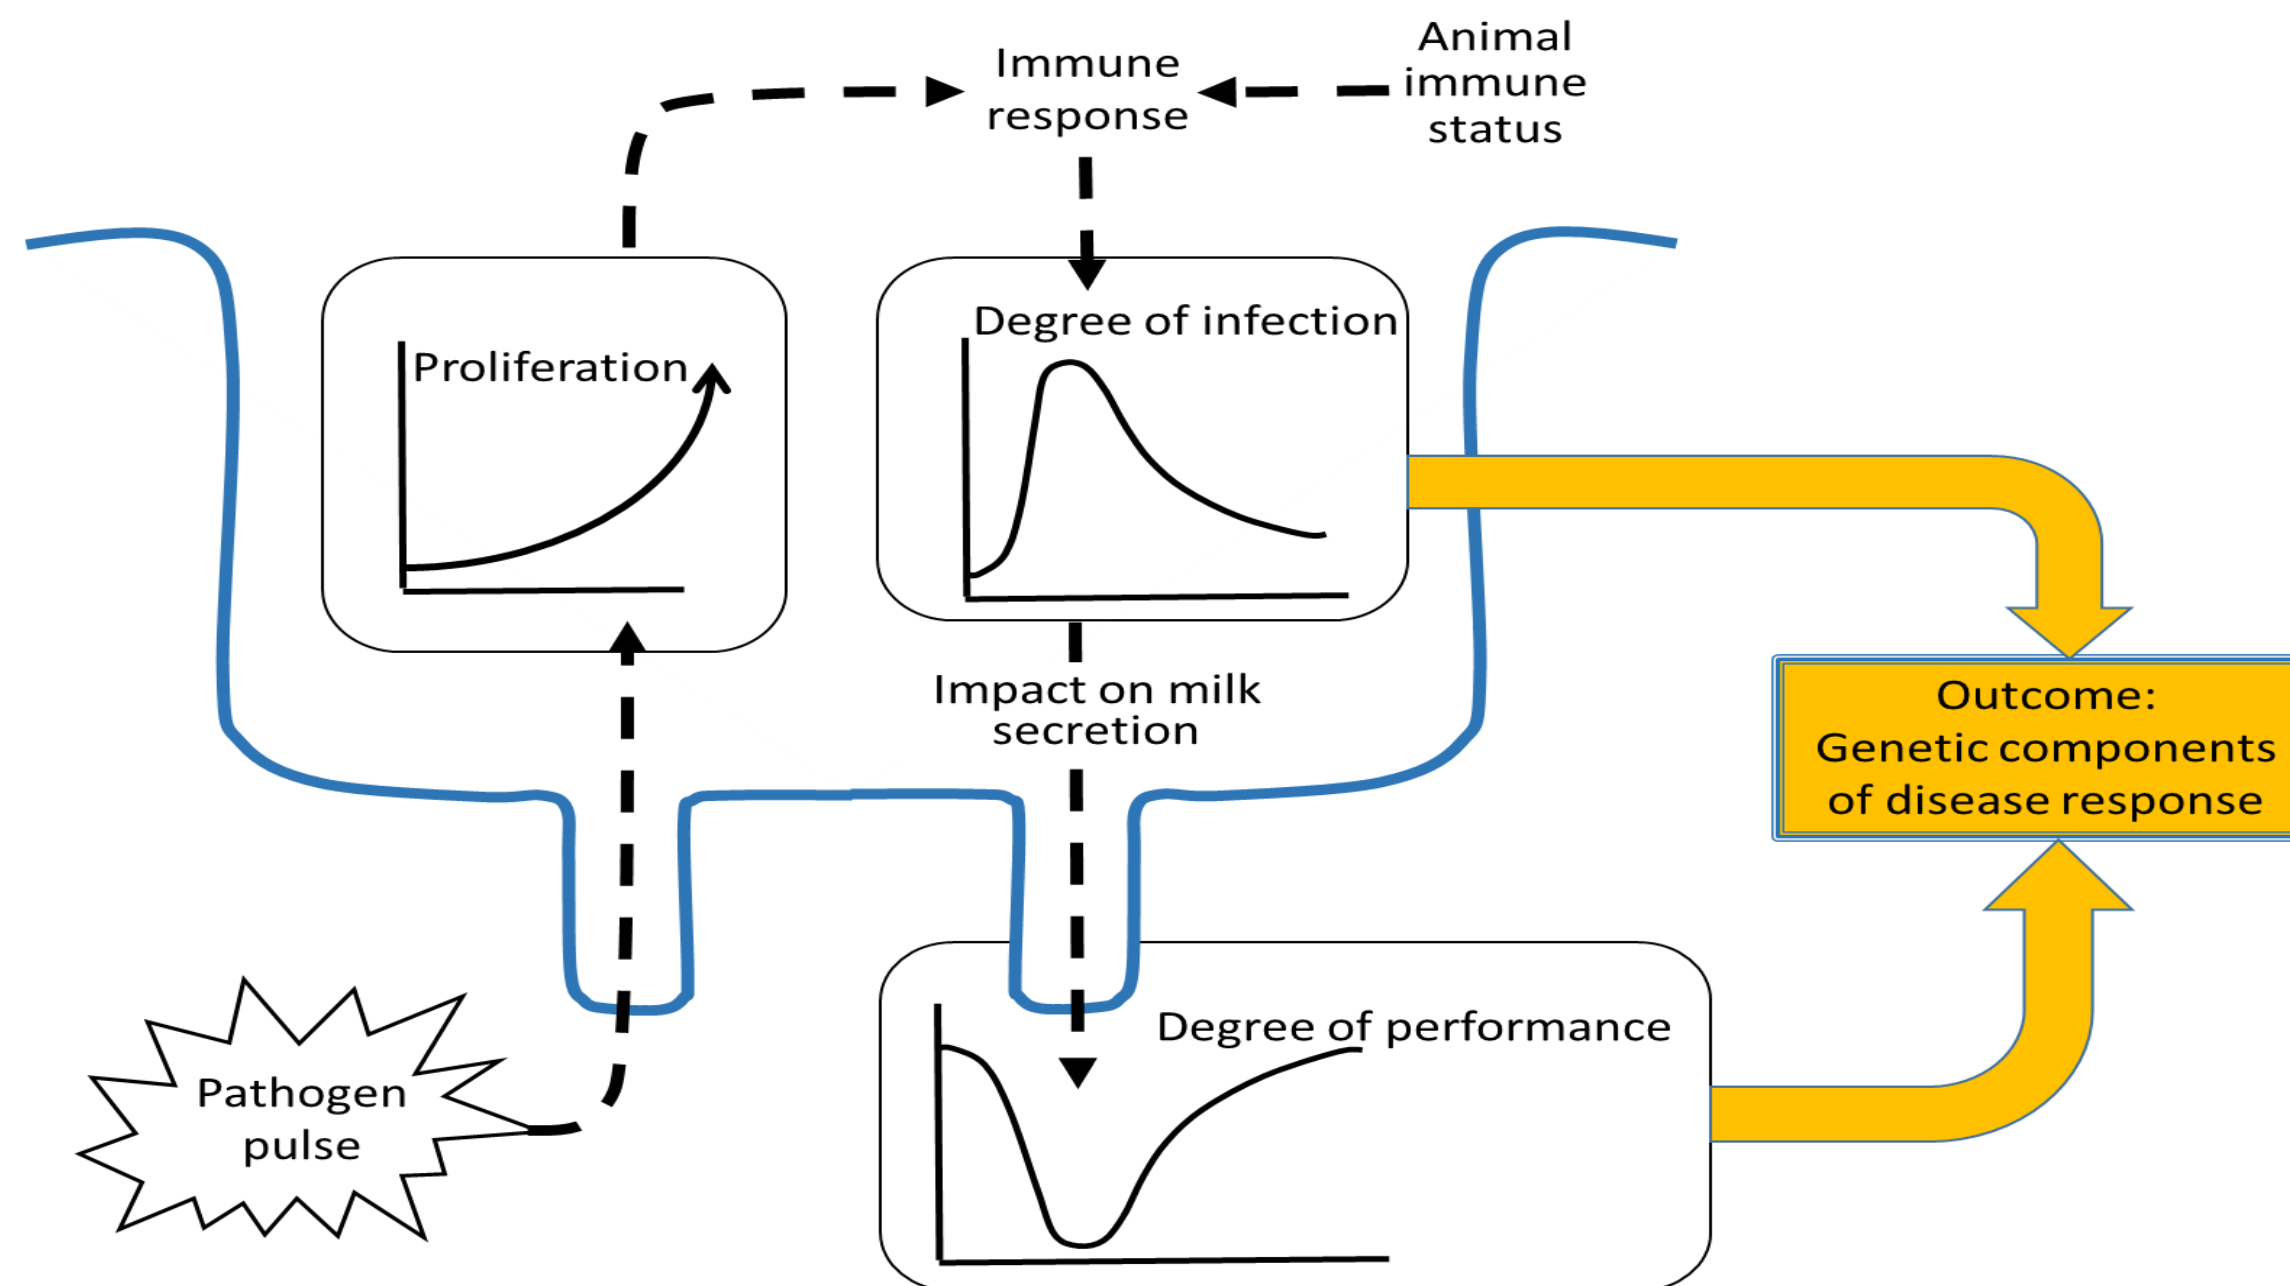 Immune
response
Animal
immune
status
Proliferation
Degree of infection
Impact on milk
secretion
Outcome:
Genetic components
of disease response
Degree of performance
Pathogen
pulse